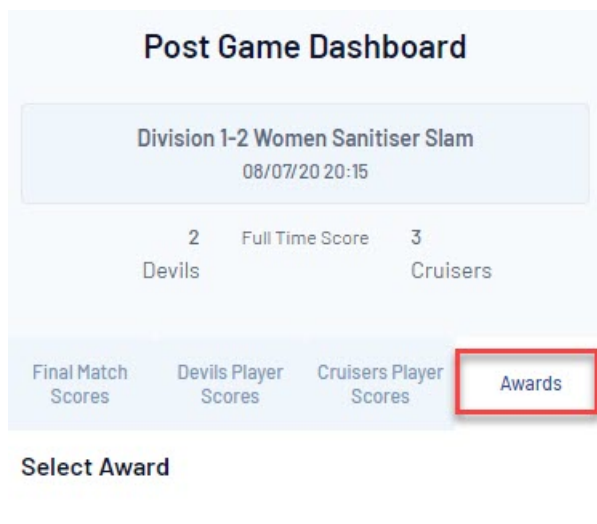 Post Game Dashboard
Division 1-2 Women Sanitiser Slam
08/07/20 20:15
2 Full Time Score 3
Devils Cruisers
Final Match Scores
Devils Player Scores
Cruisers Player Scores
Awards
Select Award